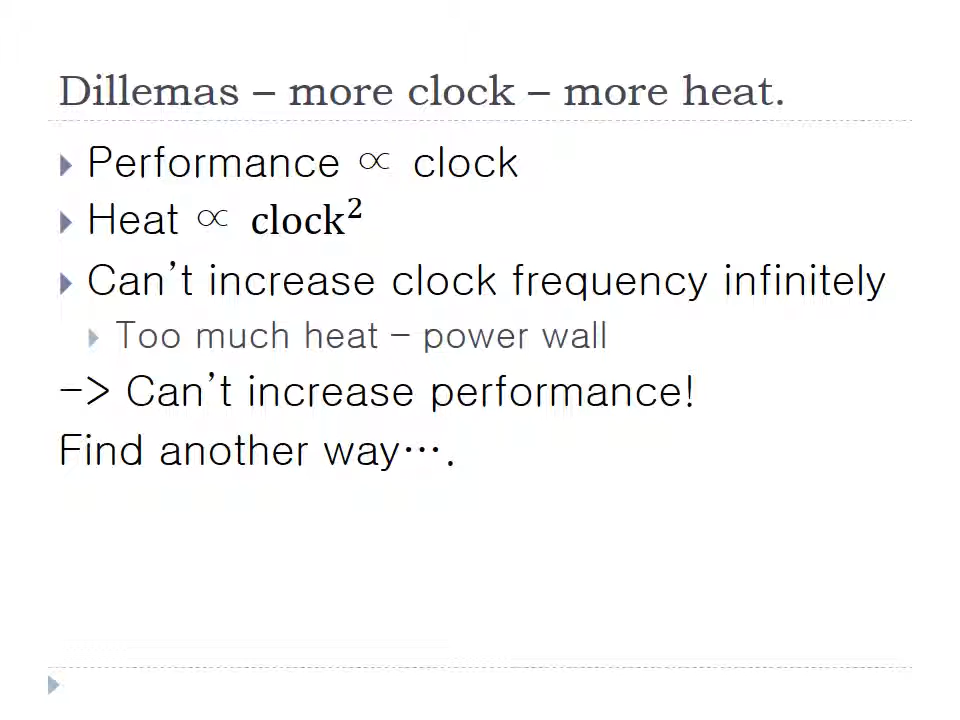 Dillemas – more clock – more heat.
Performance ∝ clock
Heat ∝ clock²
Can't increase clock frequency infinitely
Too much heat – power wall
-> Can't increase performance!
Find another way….